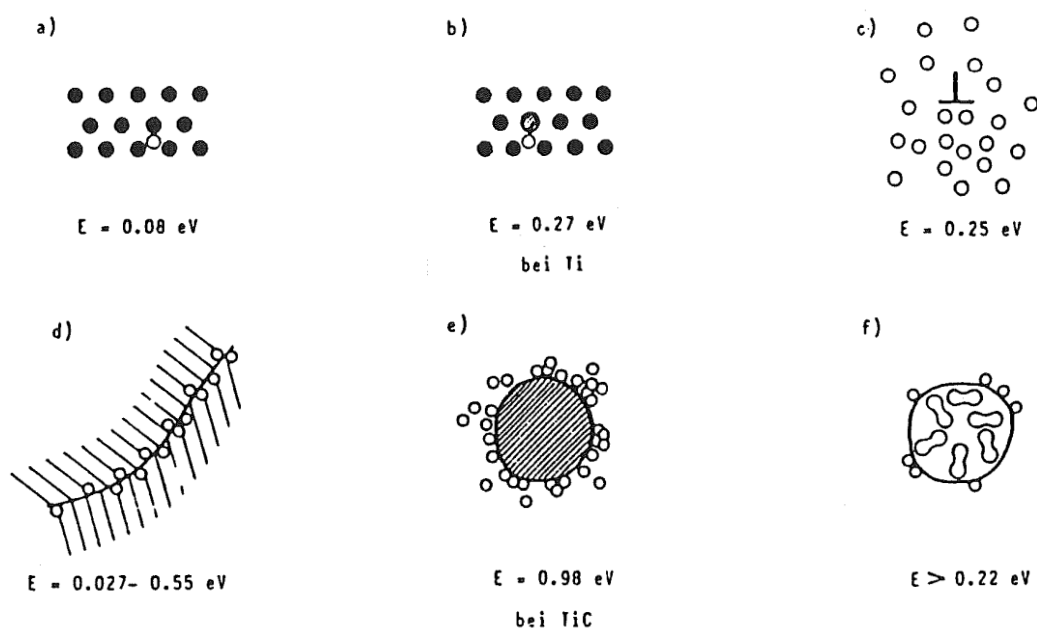 a)
b)
c)
E = 0.08 eV
E = 0.27 eV
bei Ti
E = 0.25 eV
d)
e)
f)
E = 0.027- 0.55 eV
E = 0.98 eV
bei TiC
E > 0.22 eV